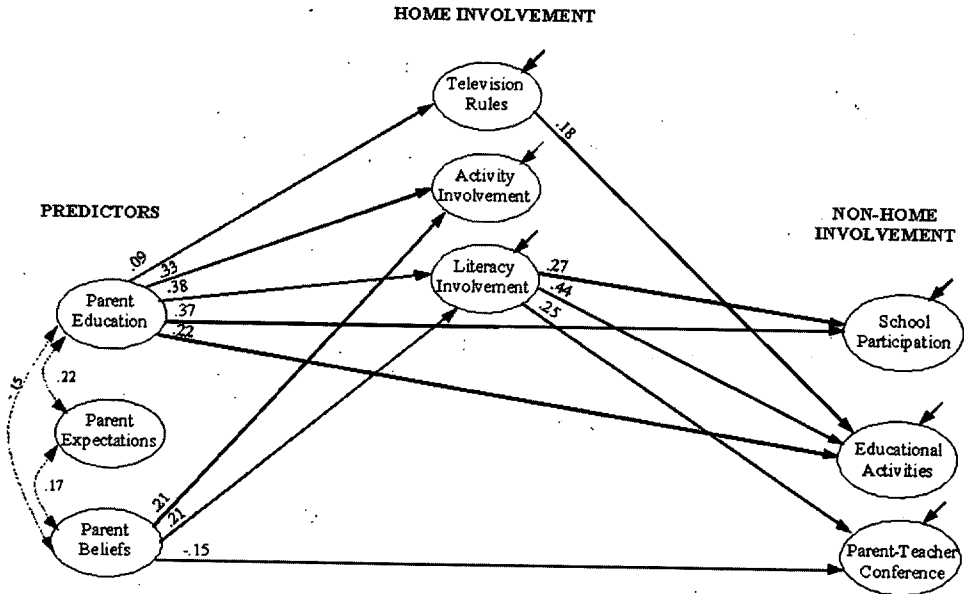 HOME INVOLVEMENT
Television
Rules
.18
Activity
Involvement
PREDICTORS
NON-HOME
INVOLVEMENT
.09
.33
.38
Literacy
Involvement
.27
.44
.25
Parent
Education
.37
.22
School
Participation
.15
.22
Parent
Expectations
.17
Educational
Activities
.21
.21
Parent
Beliefs
-.15
Parent-Teacher
Conference